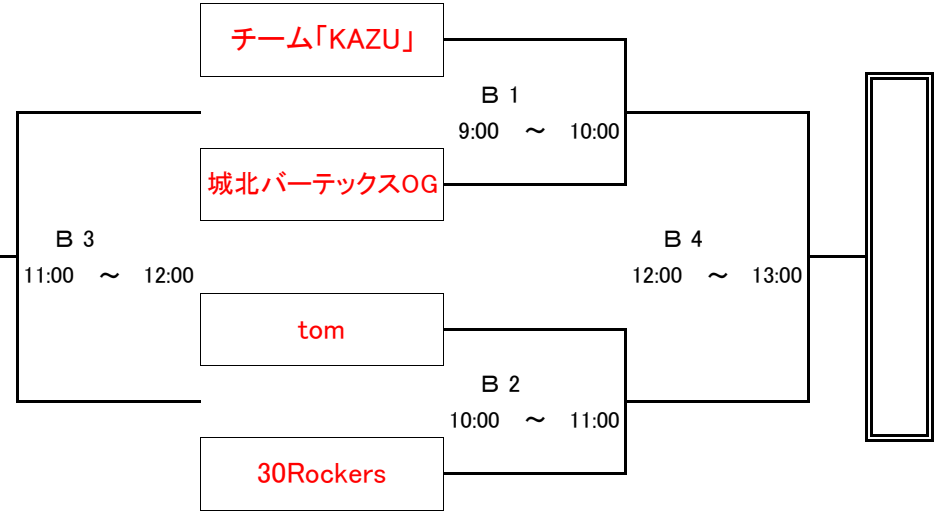 チーム「KAZU」
B 1
9:00 ～ 10:00
城北バーテックスOG
B 3
11:00 ～ 12:00
B 4
12:00 ～ 13:00
tom
B 2
10:00 ～ 11:00
30Rockers